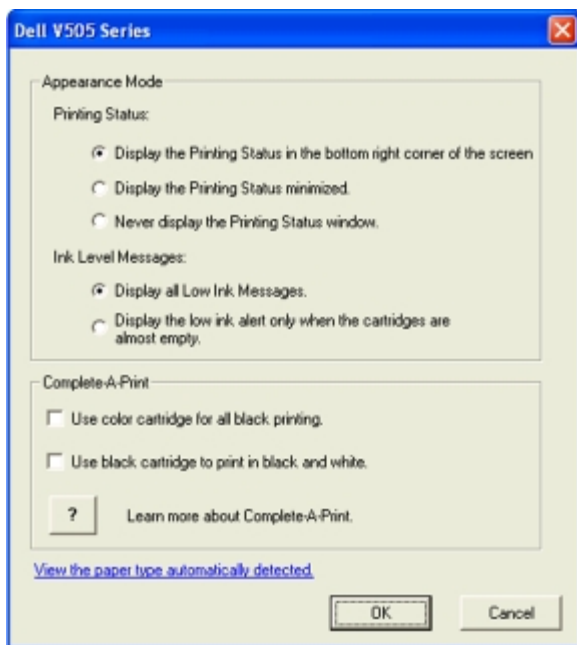 Dell V505 Series
Appearance Mode
Printing Status:
Display the Printing Status in the bottom right corner of the screen
Display the Printing Status minimized.
Never display the Printing Status window.
Ink Level Messages:
Display all Low Ink Messages.
Display the low ink alert only when the cartridges are
almost empty.
Complete-A-Print
Use color cartridge for all black printing.
Use black cartridge to print in black and white.
?
Learn more about Complete-A-Print.
View the paper type automatically detected.
OK
Cancel